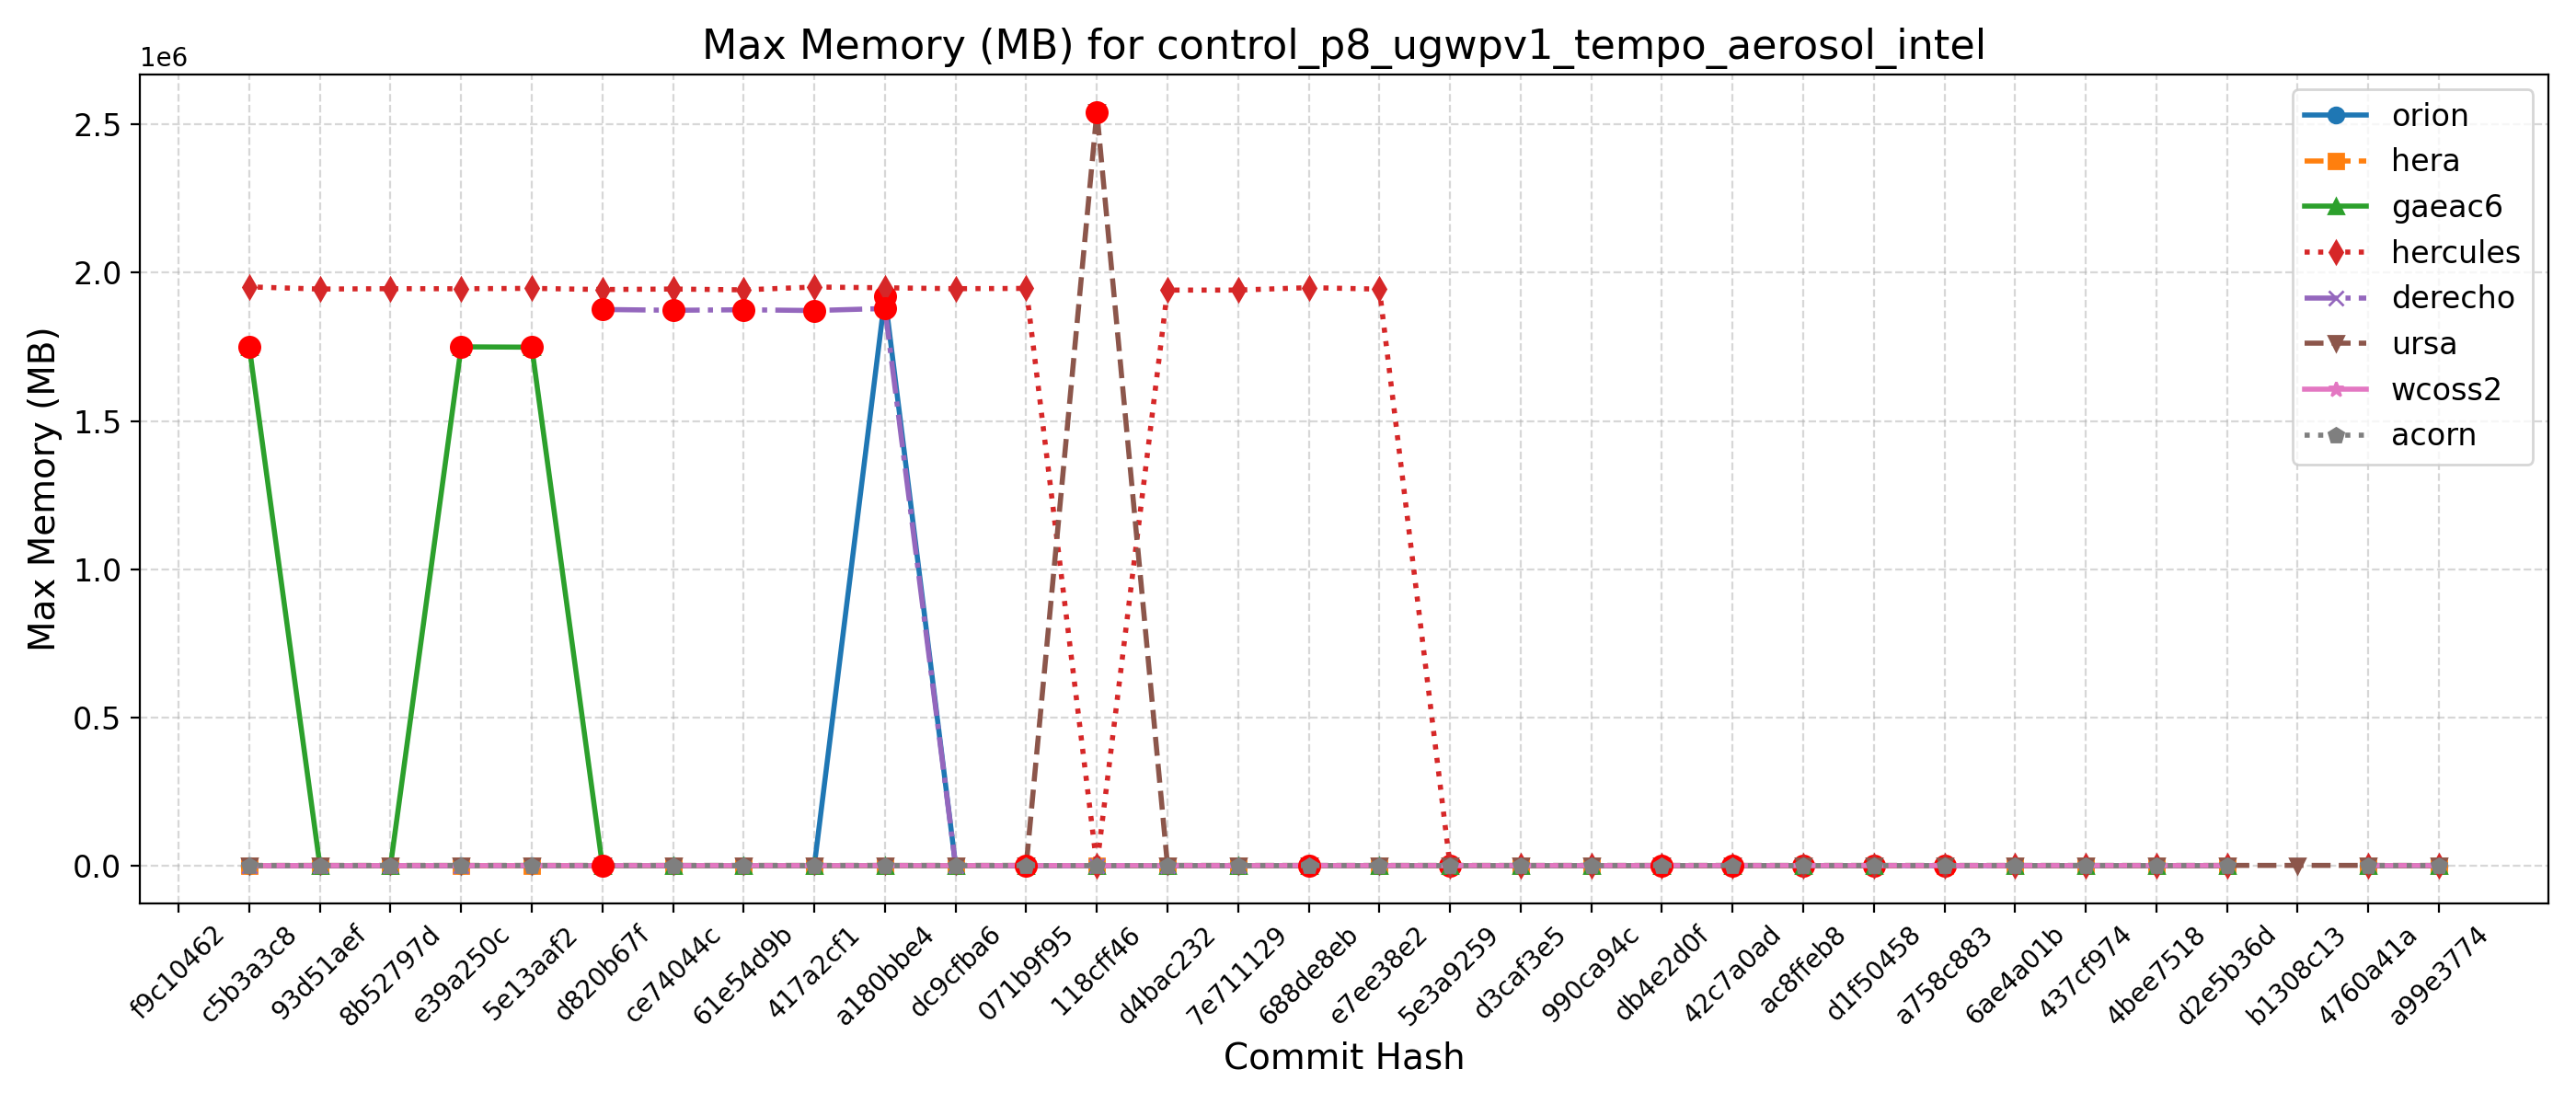 Max Memory (MB) for control_p8_ugwpv1_tempo_aerosol_intel
1e6
2.5
2.0
1.5
1.0
0.5
0.0
Max Memory (MB)
orion
hera
gaeac6
hercules
derecho
ursa
wcoss2
acorn
f9c10462
c5b3a3c8
93d51aef
8b52797d
e39a250c
5e13aaf2
d820b67f
ce74044c
61e54d9b
417a2cf1
a180bbe4
dc9cfba6
071b9f95
118cff46
d4bac232
7e711129
688de8eb
e7ee38e2
5e3a9259
d3caf3e5
990ca94c
db4e2d0f
42c7a0ad
ac8ffeb8
d1f50458
a758c883
6ae4a01b
437cf974
4bee7518
d2e5b36d
b1308c13
4760a41a
a99e3774
Commit Hash